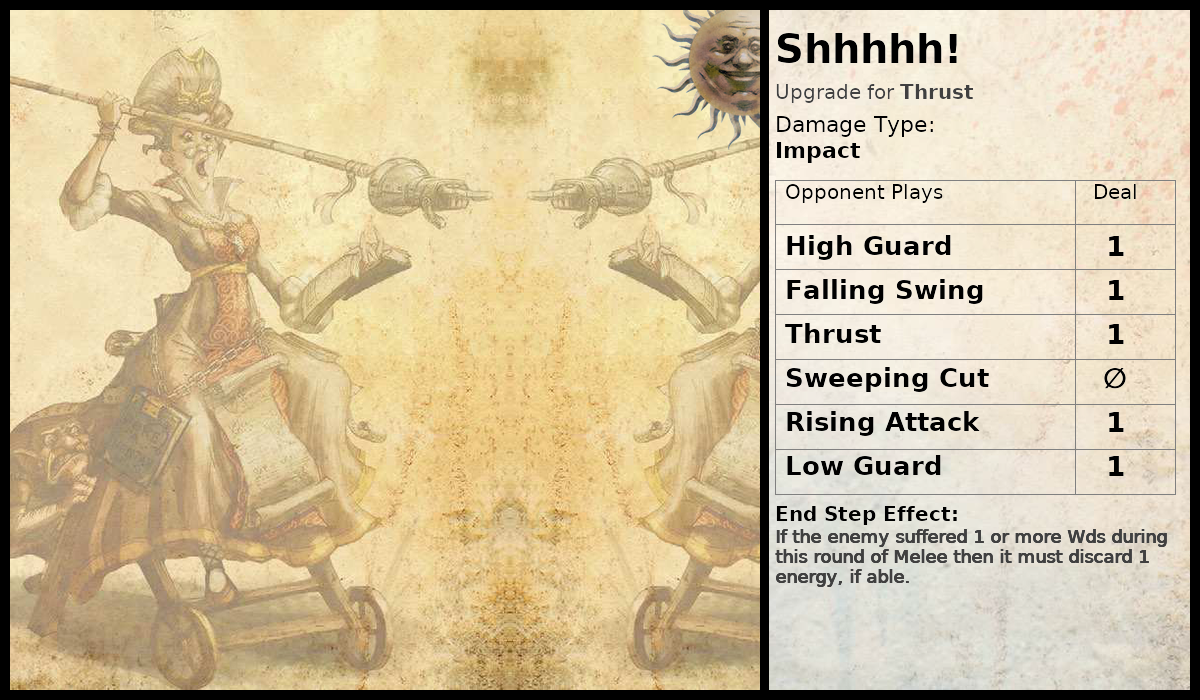 Shhhhh!
Upgrade for Thrust
Damage Type:
Impact
Opponent Plays Deal
High Guard 1
Falling Swing 1
Thrust 1
Sweeping Cut ∅
Rising Attack 1
Low Guard 1
End Step Effect:
If the enemy suffered 1 or more Wds during
this round of Melee then it must discard 1
energy, if able.